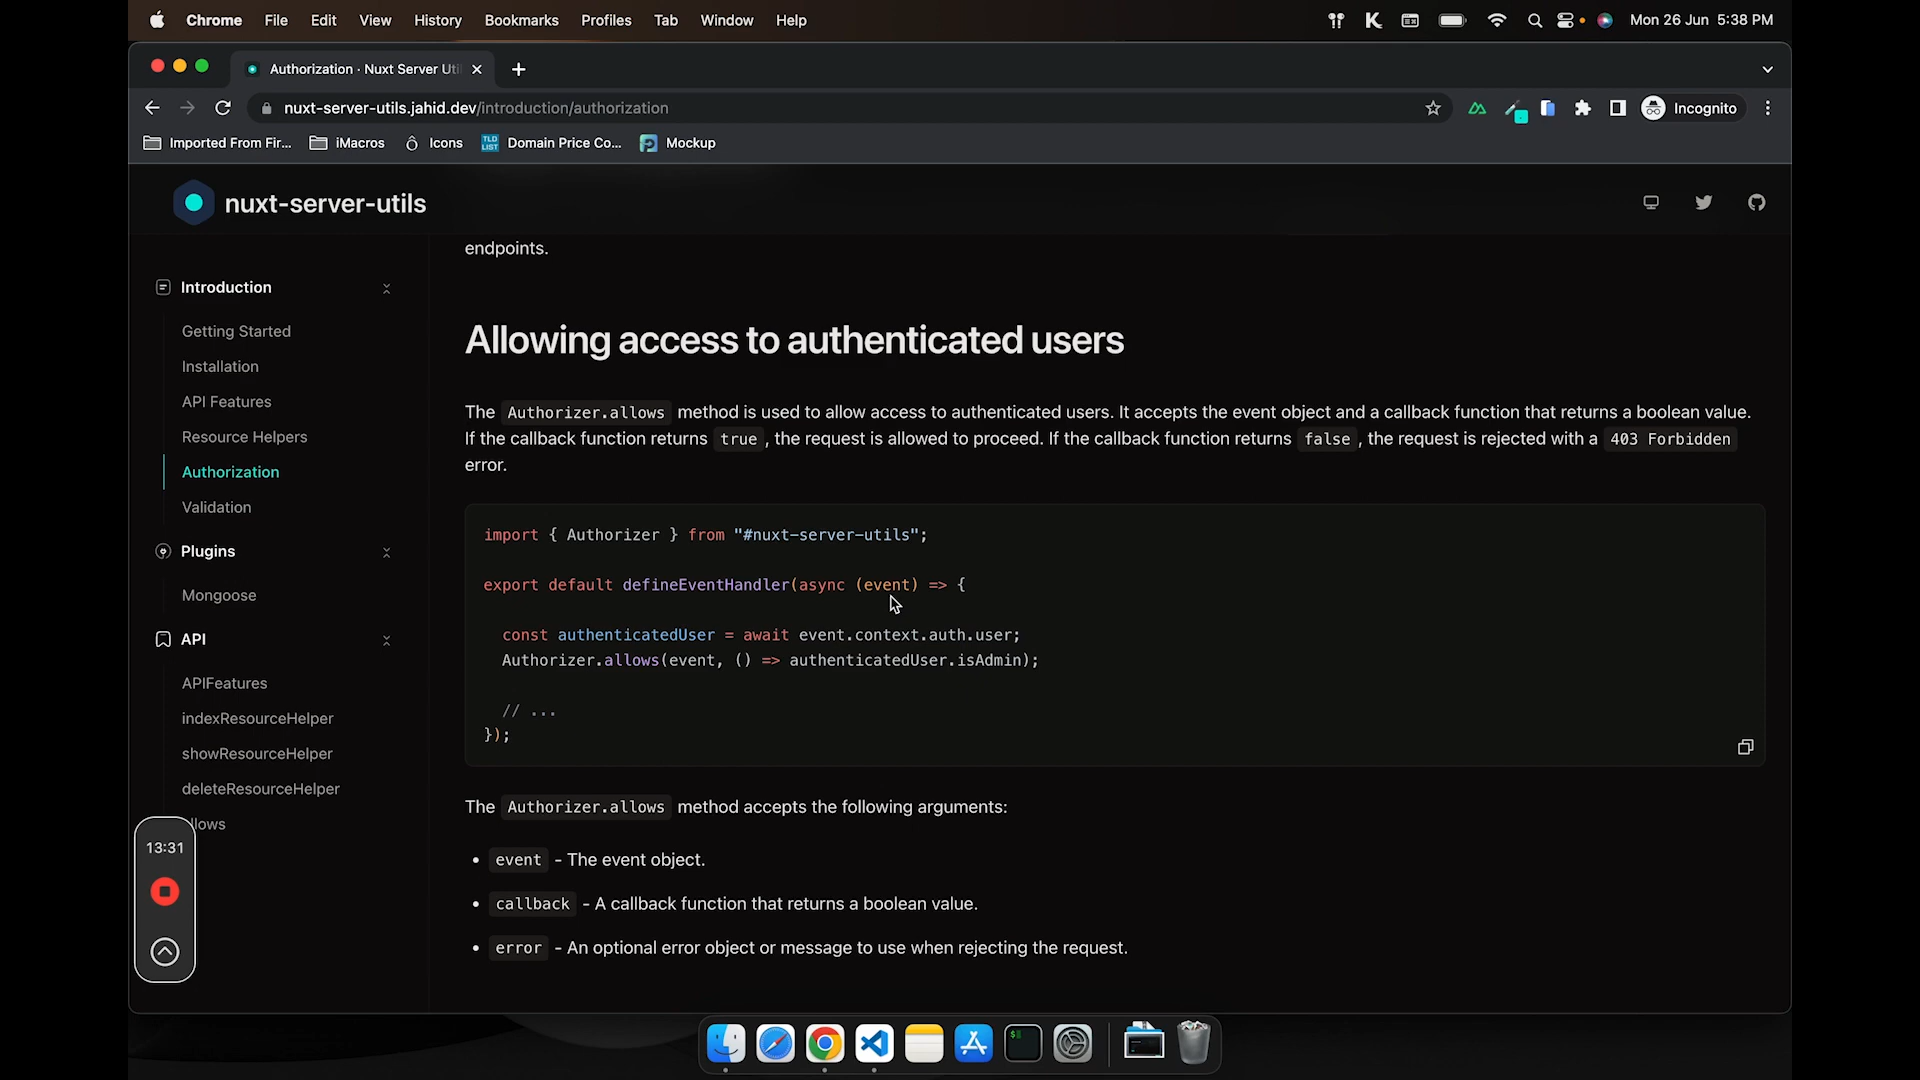 Chrome File Edit View History Bookmarks Profiles Tab Window Help
Mon 26 Jun 5:38 PM
Authorization · Nuxt Server Uti
nuxt-server-utils.jahid.dev/introduction/authorization
Incognito
Imported From Fir... iMacros Icons TLD LIST Domain Price Co... Mockup
nuxt-server-utils
endpoints.
Introduction
Getting Started
Installation
API Features
Resource Helpers
Authorization
Validation
Plugins
Mongoose
API
APIFeatures
indexResourceHelper
showResourceHelper
deleteResourceHelper
llows
13:31
Allowing access to authenticated users
The Authorizer.allows method is used to allow access to authenticated users. It accepts the event object and a callback function that returns a boolean value.
If the callback function returns true , the request is allowed to proceed. If the callback function returns false , the request is rejected with a 403 Forbidden
error.
import { Authorizer } from "#nuxt-server-utils";
export default defineEventHandler(async (event) => {
const authenticatedUser = await event.context.auth.user;
Authorizer.allows(event, () => authenticatedUser.isAdmin);
// ...
});
The Authorizer.allows method accepts the following arguments:
• event - The event object.
• callback - A callback function that returns a boolean value.
• error - An optional error object or message to use when rejecting the request.